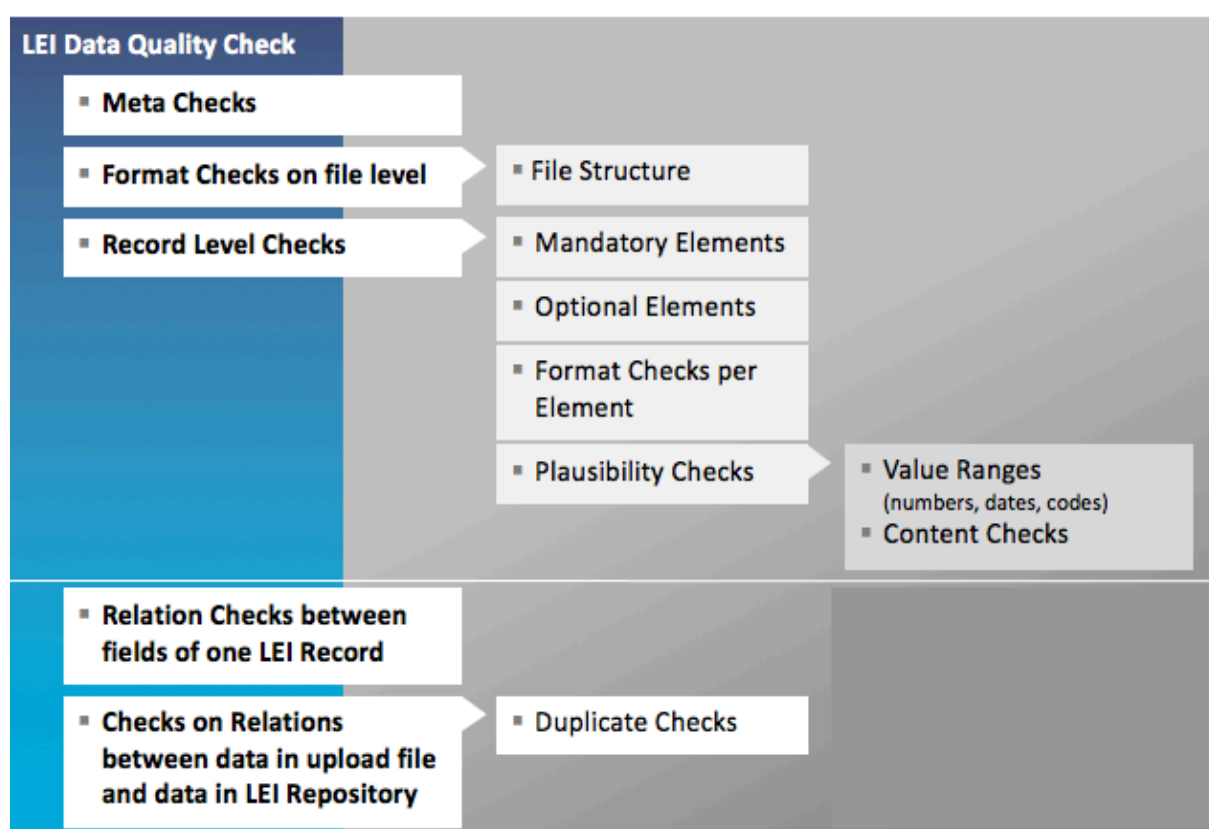 LEI Data Quality Check
▪ Meta Checks
▪ Format Checks on file level
▪ File Structure
▪ Record Level Checks
▪ Mandatory Elements
▪ Optional Elements
▪ Format Checks per
Element
▪ Plausibility Checks
▪ Value Ranges
(numbers, dates, codes)
▪ Content Checks
▪ Relation Checks between
fields of one LEI Record
▪ Checks on Relations
between data in upload file
and data in LEI Repository
▪ Duplicate Checks